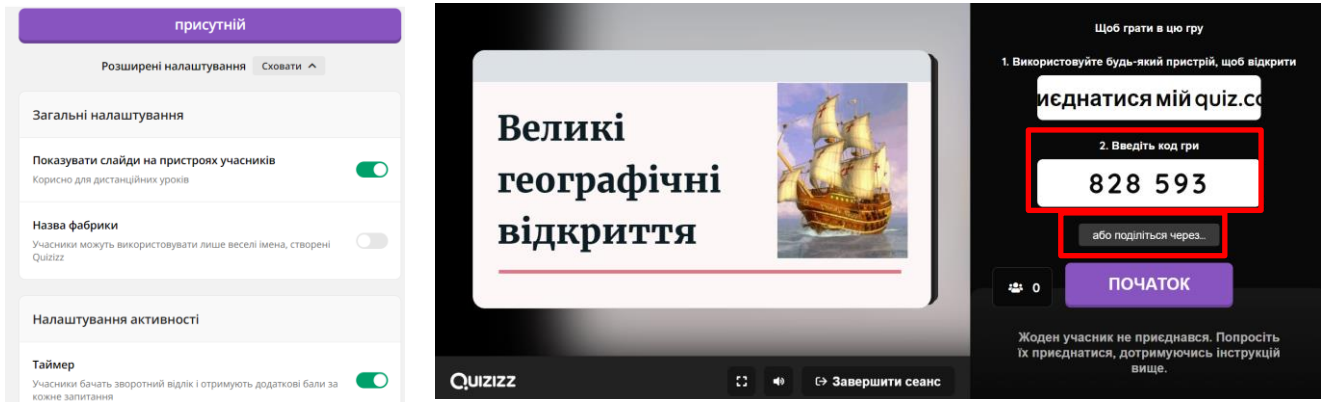 присутній
Розширені налаштування Сховати
Загальні налаштування
Показувати слайди на пристроях учасників
Корисно для дистанційних уроків
Назва фабрики
Учасники можуть використовувати лише веселі імена, створені
Quizizz
Налаштування активності
Таймер
Учасники бачать зворотний відлік і отримують додаткові бали за
кожне запитання
Великі
географічні
відкриття
Quizizz
Завершити сеанс
Щоб грати в цю гру
1. Використовуйте будь-який пристрій, щоб відкрити
иєднатися мій quiz.co
2. Введіть код гри
828 593
або поділіться через...
0
ПОЧАТОК
Жоден учасник не приєднався. Попросіть
їх приєднатися, дотримуючись інструкцій
вище.